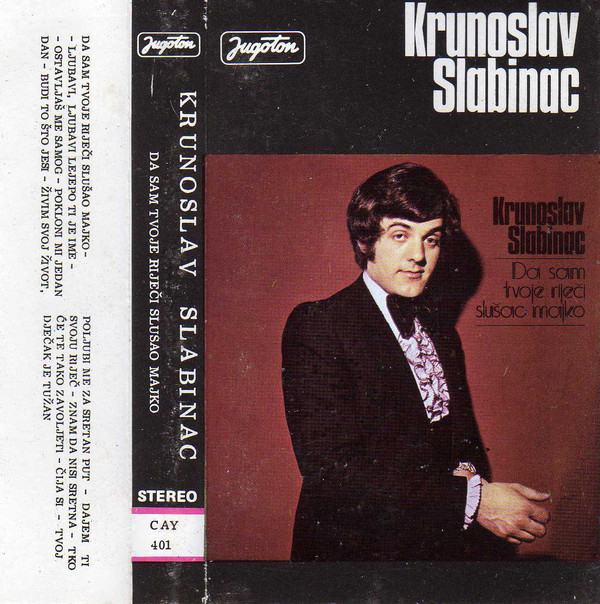 DA SAM TVOJE RIJEČI SLUŠAO MAJKO -
- LJUBAVI, LJUBAVI LEJEPO TI JE IME -
- OSTAVLJAŠ ME SAMOG - POKLONI MI JEDAN
DAN - BUDI TO ŠTO JESI - ŽIVIM SVOJ ŽIVOT,
POLJUBI ME ZA SRETAN PUT - DAJEM TI
SVOJU RIJEČ - ZNAM DA NISI SRETNA - TKO
ĆE TE TAKO ZAVOLJETI - ČIJA SI - TVOJ
DJEČAK JE TUŽAN
Jugoton
KRUNOSLAV SLABINAC
DA SAM TVOJE RIJEČI SLUSAO MAJKO
STEREO
CAY
401
Jugoton
Krunoslav
Slabinac
Krunoslav
Slabinac
Da sam
tvoje riječi
slušao majko